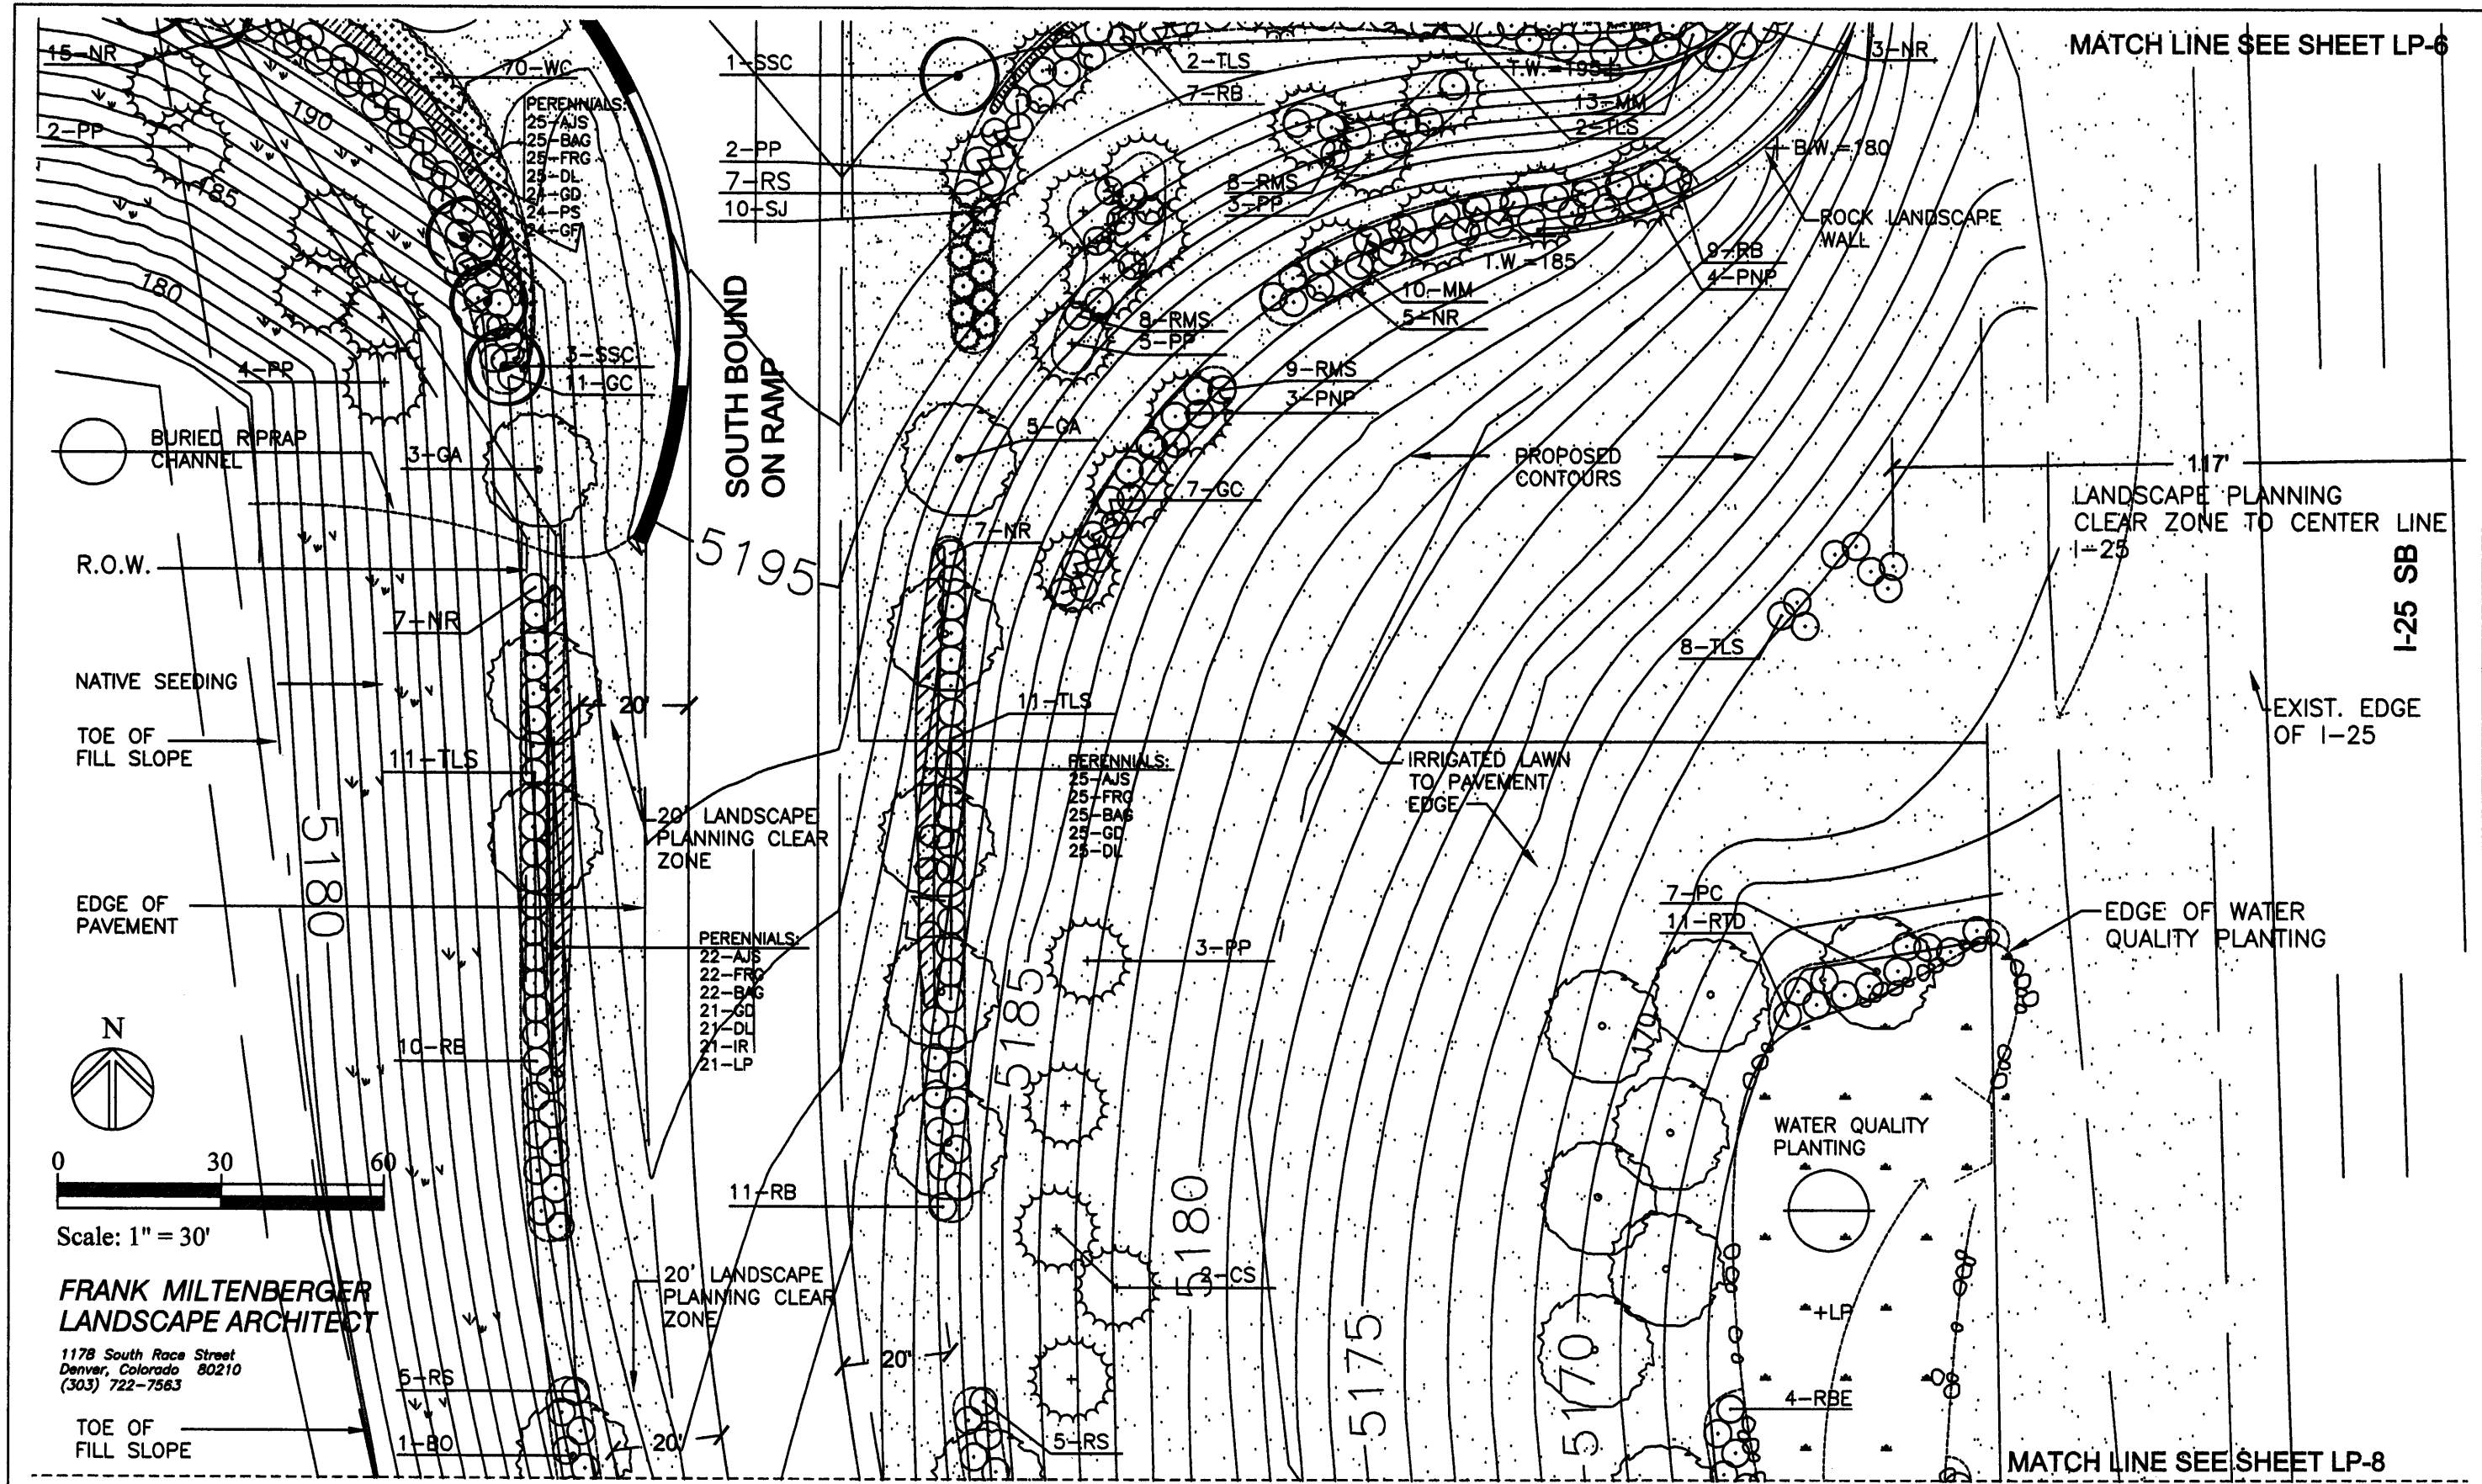 MATCH LINE SEE SHEET LP-6
15-NR
2-PP
190
185
180
70-WC
PERENNIALS:
25-AJS
25-BAG
25-FRG
25-DL
24-GD
24-PS
24-GF
3-SSC
11-GC
4-PP
BURIED RIPRAP
CHANNEL
3-GA
R.O.W.
7-NR
NATIVE SEEDING
TOE OF
FILL SLOPE
11-TLS
5180
EDGE OF
PAVEMENT
10-RB
N
0 30 60
Scale: 1" = 30'
FRANK MILTENBERGER
LANDSCAPE ARCHITECT
1178 South Race Street
Denver, Colorado 80210
(303) 722-7563
5-RS
1-BO
TOE OF
FILL SLOPE
SOUTH BOUND
ON RAMP
5195
20'
20' LANDSCAPE
PLANNING CLEAR
ZONE
PERENNIALS:
22-AJS
22-FRG
22-BAG
21-GD
21-DL
21-IR
21-LP
11-RB
20' LANDSCAPE
PLANNING CLEAR
ZONE
20'
20'
1-SSC
2-PP
7-RS
10-SJ
2-TLS
7-RB
T.W.=195±
13-MM
2-TLS
3-NR
8-RMS
3-PP
B.W.=180
ROCK LANDSCAPE
WALL
9-RB
4-PNP
T.W.=185
10-MM
5-NR
8-RMS
5-PP
9-RMS
3-PNP
5-GA
7-GC
7-NR
PROPOSED
CONTOURS
117'
LANDSCAPE PLANNING
CLEAR ZONE TO CENTER LINE
I-25
I-25 SB
8-TLS
EXIST. EDGE
OF I-25
11-TLS
PERENNIALS:
25-AJS
25-FRG
25-BAG
25-GD
25-DL
IRRIGATED LAWN
TO PAVEMENT
EDGE
7-PC
11-RTD
EDGE OF WATER
QUALITY PLANTING
3-PP
5185
5180
5175
5170
70
2-CS
WATER QUALITY
PLANTING
+LP
4-RBE
5-RS
MATCH LINE SEE SHEET LP-8